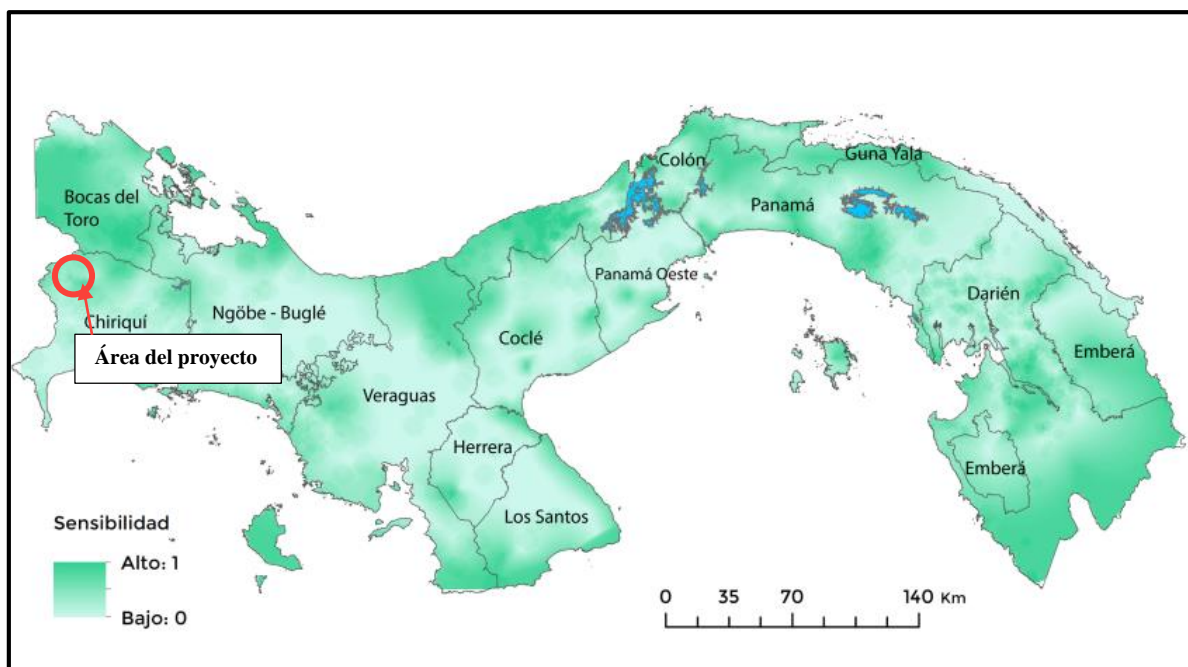 Bocas del
Toro
Chiriquí
Área del proyecto
Ngöbe - Buglé
Veraguas
Herrera
Los Santos
Coclé
Colón
Panamá Oeste
Panamá
Guna Yala
Darién
Emberá
Emberá
Sensibilidad
Alto: 1
Bajo: 0
0 35 70 140 Km